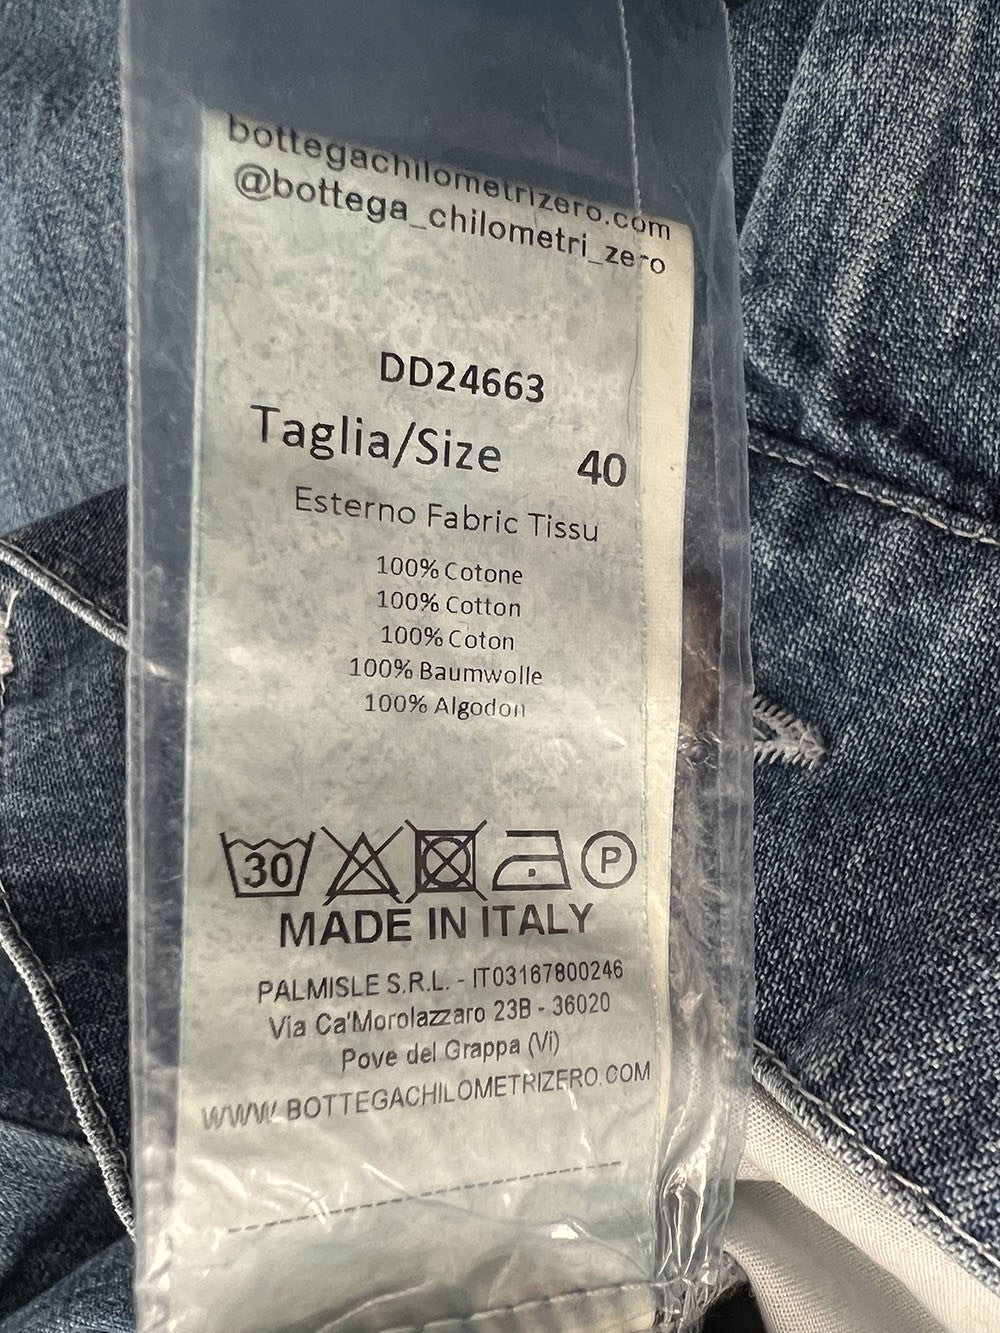 bottegachilometrizero.com
@bottega_chilometri_zero
DD24663
Taglia/Size 40
Esterno Fabric Tissu
100% Cotone
100% Cotton
100% Coton
100% Baumwolle
100% Algodon
30 P
MADE IN ITALY
PALMISLE S.R.L. - IT03167800246
Via Ca'Morolazzaro 23B - 36020
Pove del Grappa (Vi)
WWW.BOTTEGACHILOMETRIZERO.COM